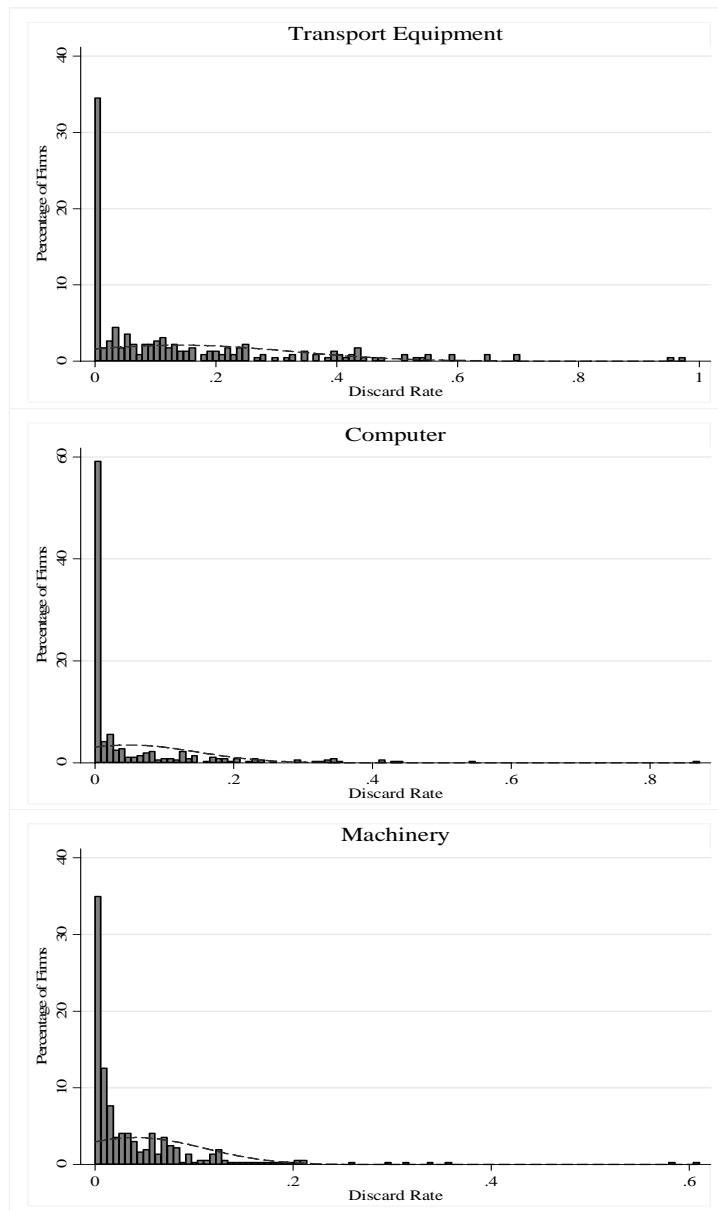 Transport Equipment
40
30
20
10
0
Percentage of Firms
0 .2 .4 .6 .8 1
Discard Rate
Computer
60
40
20
0
Percentage of Firms
0 .2 .4 .6 .8
Discard Rate
Machinery
40
30
20
10
0
Percentage of Firms
0 .2 .4 .6
Discard Rate